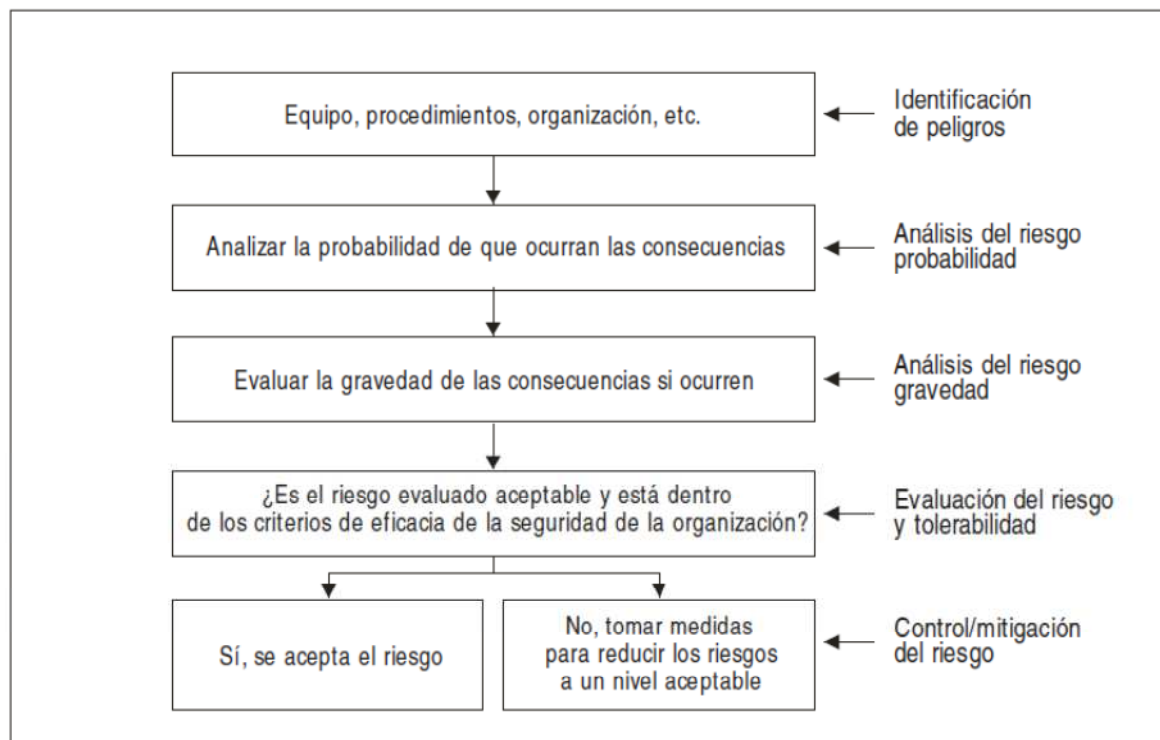 Equipo, procedimientos, organización, etc.
Identificación
de peligros
Analizar la probabilidad de que ocurran las consecuencias
Análisis del riesgo
probabilidad
Evaluar la gravedad de las consecuencias si ocurren
Análisis del riesgo
gravedad
¿Es el riesgo evaluado aceptable y está dentro
de los criterios de eficacia de la seguridad de la organización?
Evaluación del riesgo
y tolerabilidad
Sí, se acepta el riesgo
No, tomar medidas
para reducir los riesgos
a un nivel aceptable
Control/mitigación
del riesgo